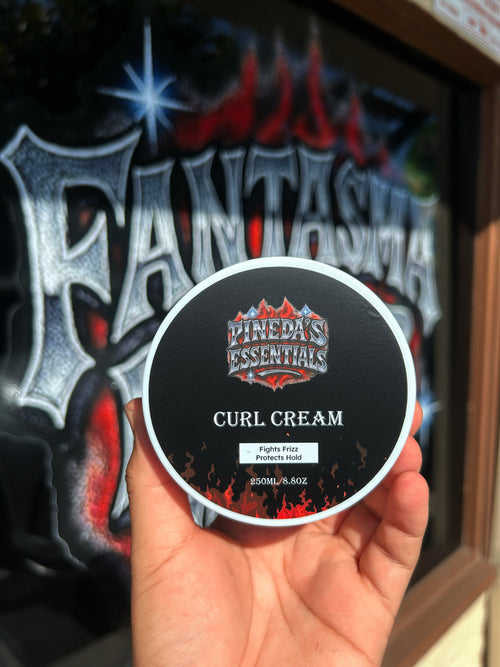 FANTASMA
PINEDA'S
ESSENTIALS
CURL CREAM
Fights Frizz
Protects Hold
250ML/8.8OZ